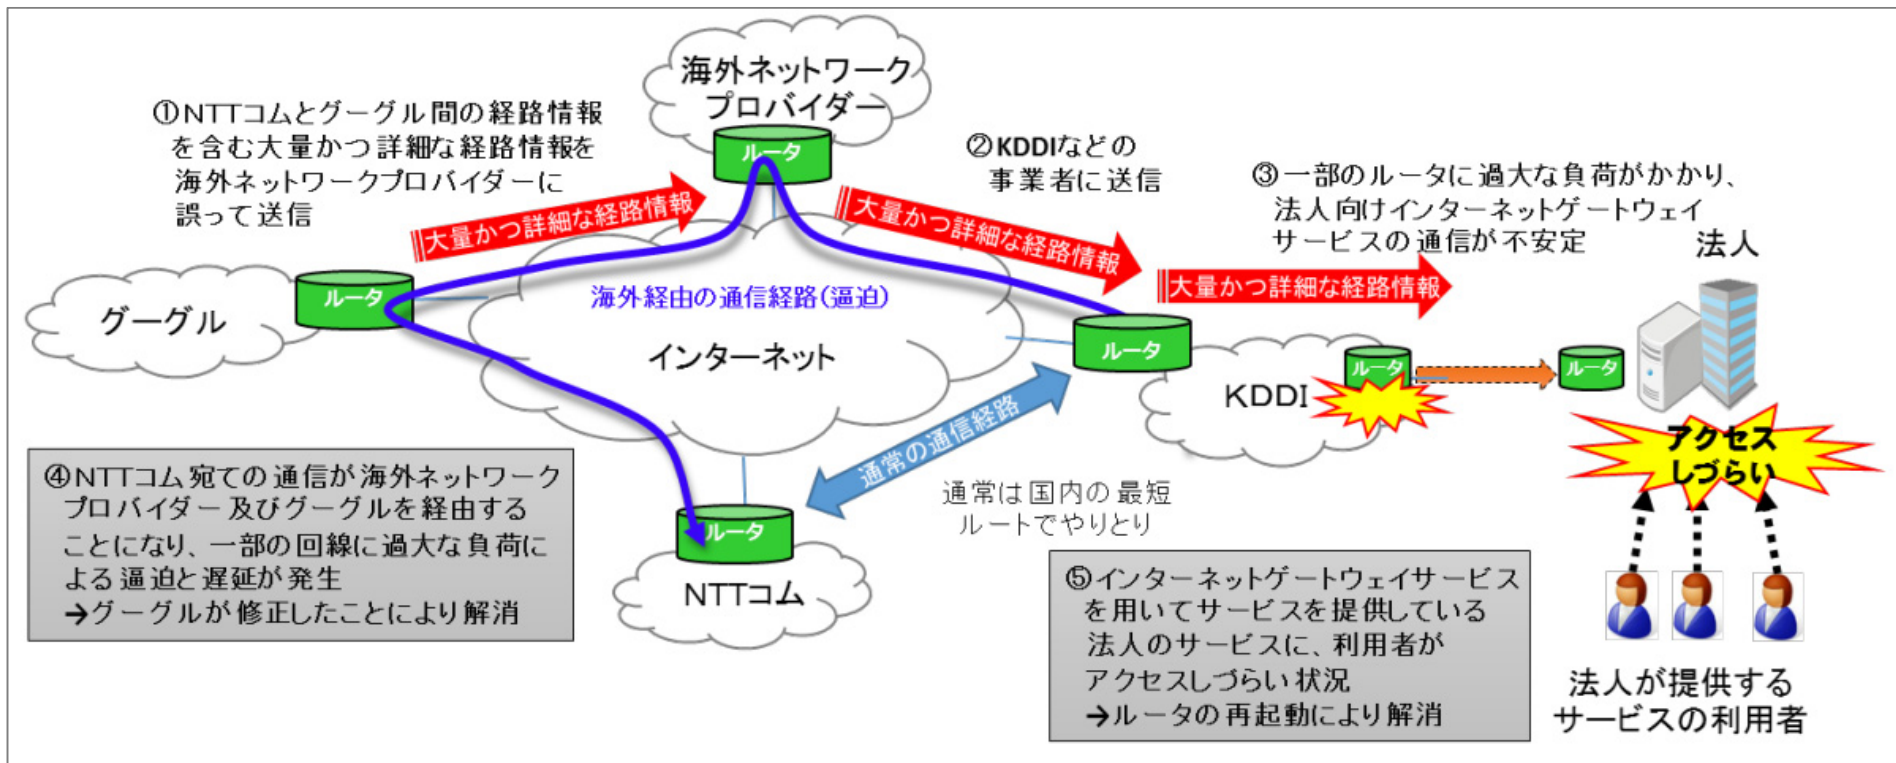 海外ネットワーク
プロバイダー
ルータ
①NTTコムとグーグル間の経路情報
を含む大量かつ詳細な経路情報を
海外ネットワークプロバイダーに
誤って送信
②KDDIなどの
事業者に送信
③一部のルータに過大な負荷がかかり、
法人向けインターネットゲートウェイ
サービスの通信が不安定
大量かつ詳細な経路情報
大量かつ詳細な経路情報
大量かつ詳細な経路情報
法人
ルータ
グーグル
海外経由の通信経路(逼迫)
インターネット
ルータ
KDDI
ルータ
ルータ
アクセス
しづらい
通常の通信経路
通常は国内の最短
ルートでやりとり
ルータ
NTTコム
④NTTコム宛ての通信が海外ネットワーク
プロバイダー及びグーグルを経由する
ことになり、一部の回線に過大な負荷に
よる逼迫と遅延が発生
→グーグルが修正したことにより解消
⑤インターネットゲートウェイサービス
を用いてサービスを提供している
法人のサービスに、利用者が
アクセスしづらい状況
→ルータの再起動により解消
法人が提供する
サービスの利用者